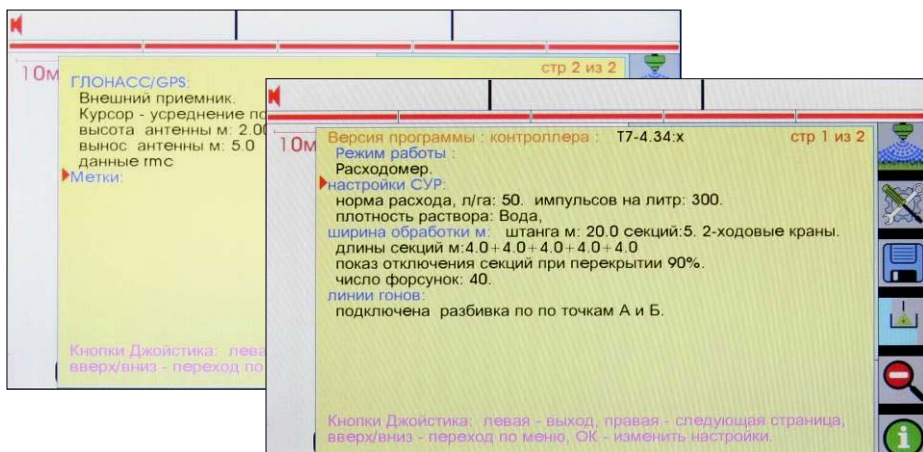 10м
стр 2 из 2
ГЛОНАСС/GPS:
Внешний приемник.
Курсор - усреднение по
высота антенны м: 2.00
вынос антенны м: 5.0
данные rmc
Метки:
Кнопки Джойстика: лева
вверх/вниз - переход по
10м
Версия программы : контроллера : T7-4.34:x стр 1 из 2
Режим работы :
Расходомер.
настройки СУР:
норма расхода, л/га: 50. импульсов на литр: 300.
плотность раствора: Вода,
ширина обработки м: штанга м: 20.0 секций:5. 2-ходовые краны.
длины секций м:4.0+4.0+4.0+4.0+4.0
показ отключения секций при перекрытии 90%.
число форсунок: 40.
линии гонов:
подключена разбивка по по точкам А и Б.
Кнопки Джойстика: левая - выход, правая - следующая страница,
вверх/вниз - переход по меню, ОК - изменить настройки.